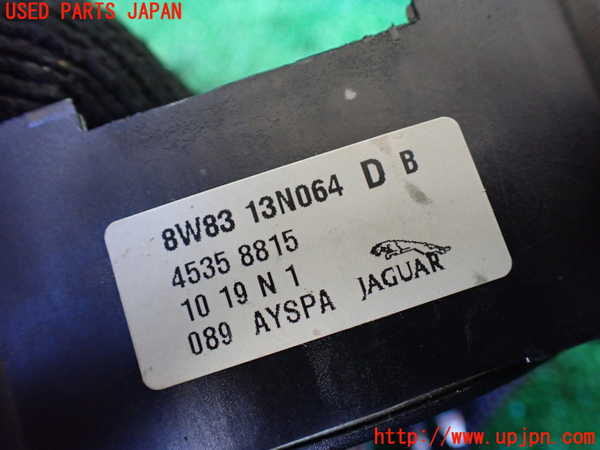 USED PARTS JAPAN
8W83 13N064 D B
4535 8815
10 19 N 1
089 AYSPA JAGUAR
http://www.upjpn.com